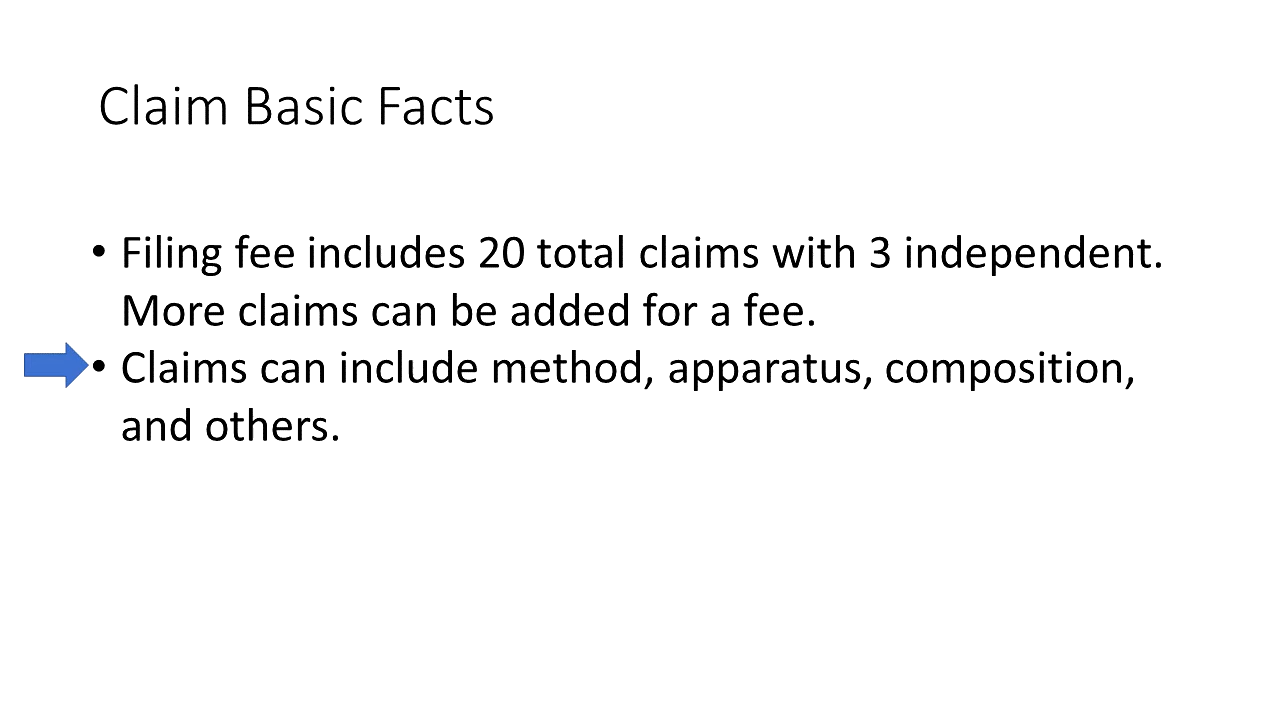 Claim Basic Facts
• Filing fee includes 20 total claims with 3 independent.
More claims can be added for a fee.
• Claims can include method, apparatus, composition,
and others.